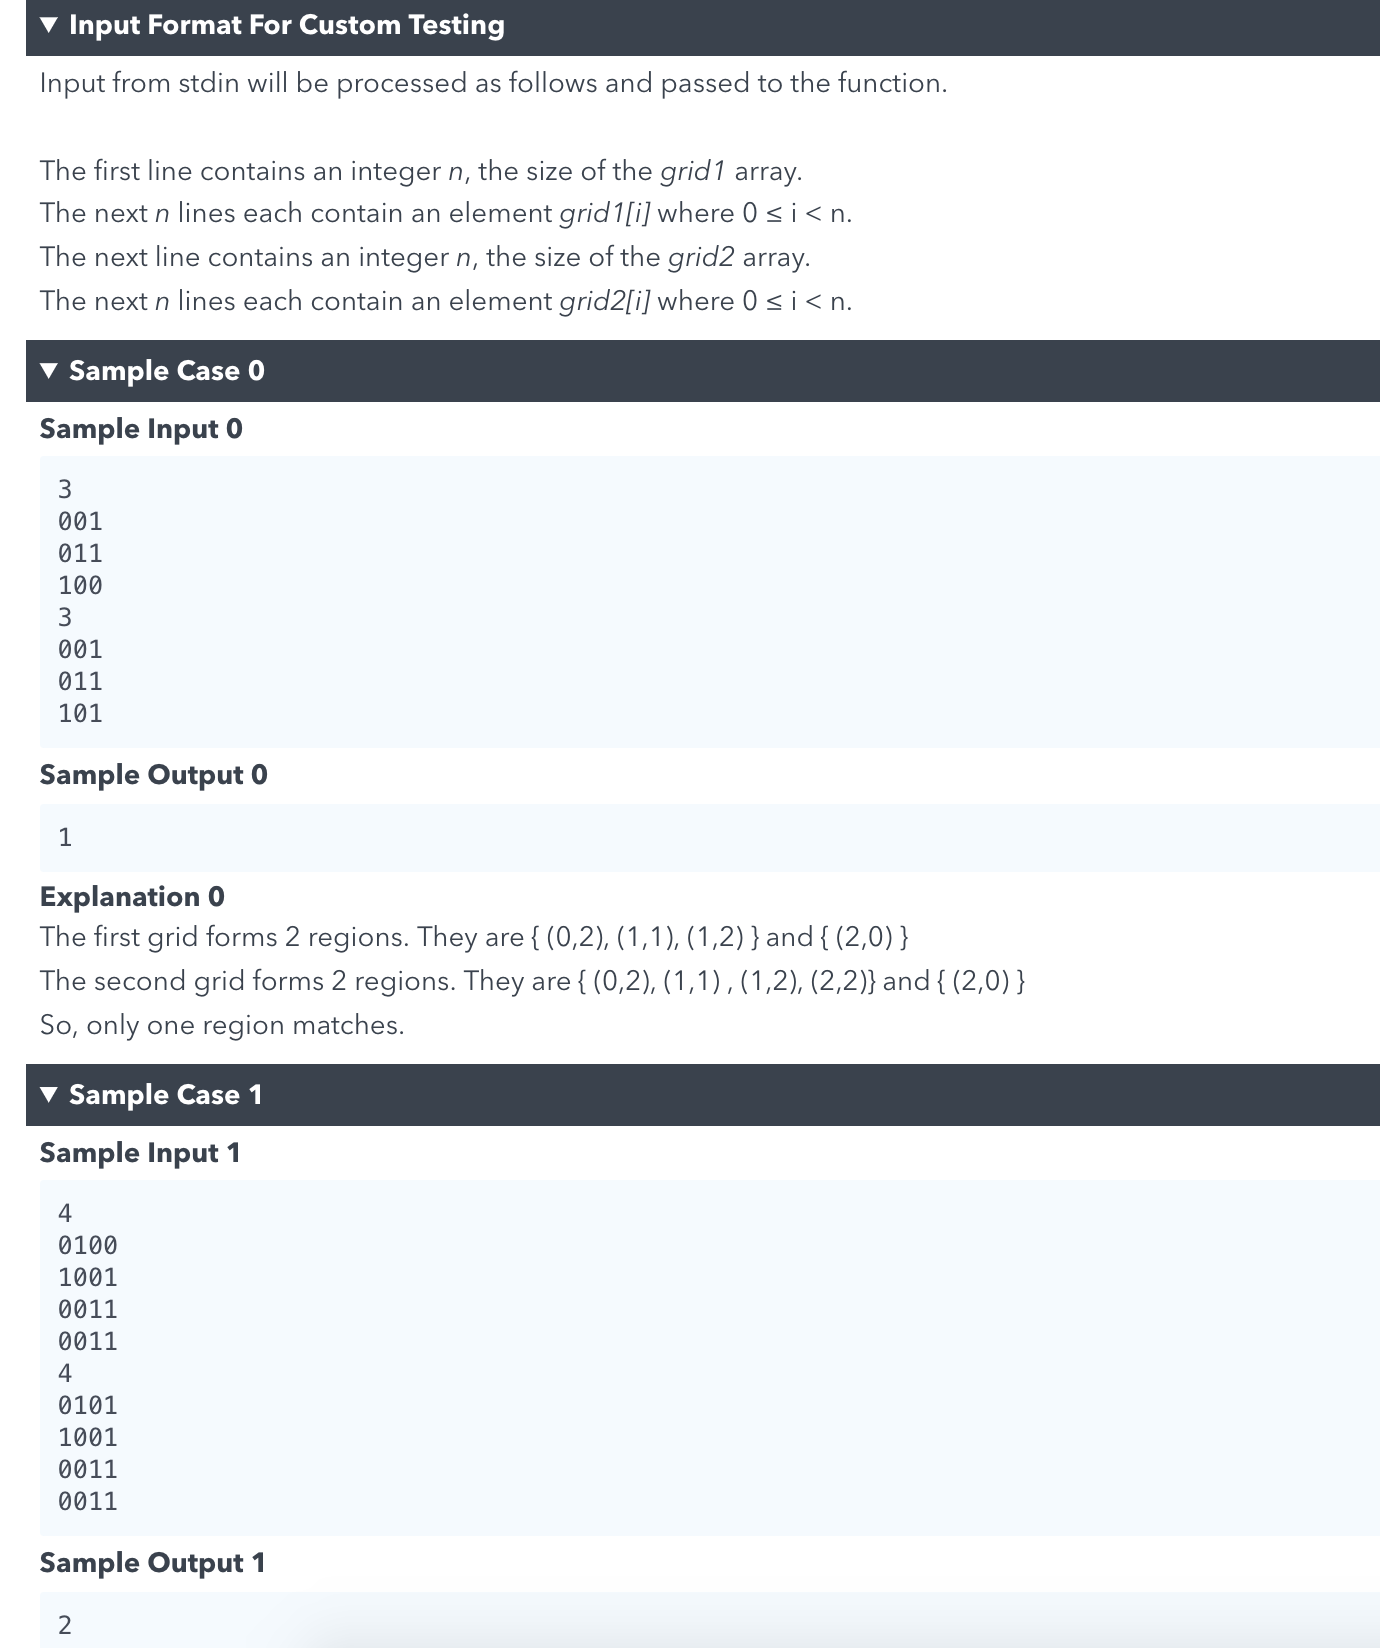 ▼ Input Format For Custom Testing
Input from stdin will be processed as follows and passed to the function.
The first line contains an integer n, the size of the grid1 array.
The next n lines each contain an element grid1[i] where 0 ≤ i < n.
The next line contains an integer n, the size of the grid2 array.
The next n lines each contain an element grid2[i] where 0 ≤ i < n.
▼ Sample Case 0
Sample Input 0
3
001
011
100
3
001
011
101
Sample Output 0
1
Explanation 0
The first grid forms 2 regions. They are { (0,2), (1,1), (1,2) } and { (2,0) }
The second grid forms 2 regions. They are { (0,2), (1,1) , (1,2), (2,2)} and { (2,0) }
So, only one region matches.
▼ Sample Case 1
Sample Input 1
4
0100
1001
0011
0011
4
0101
1001
0011
0011
Sample Output 1
2